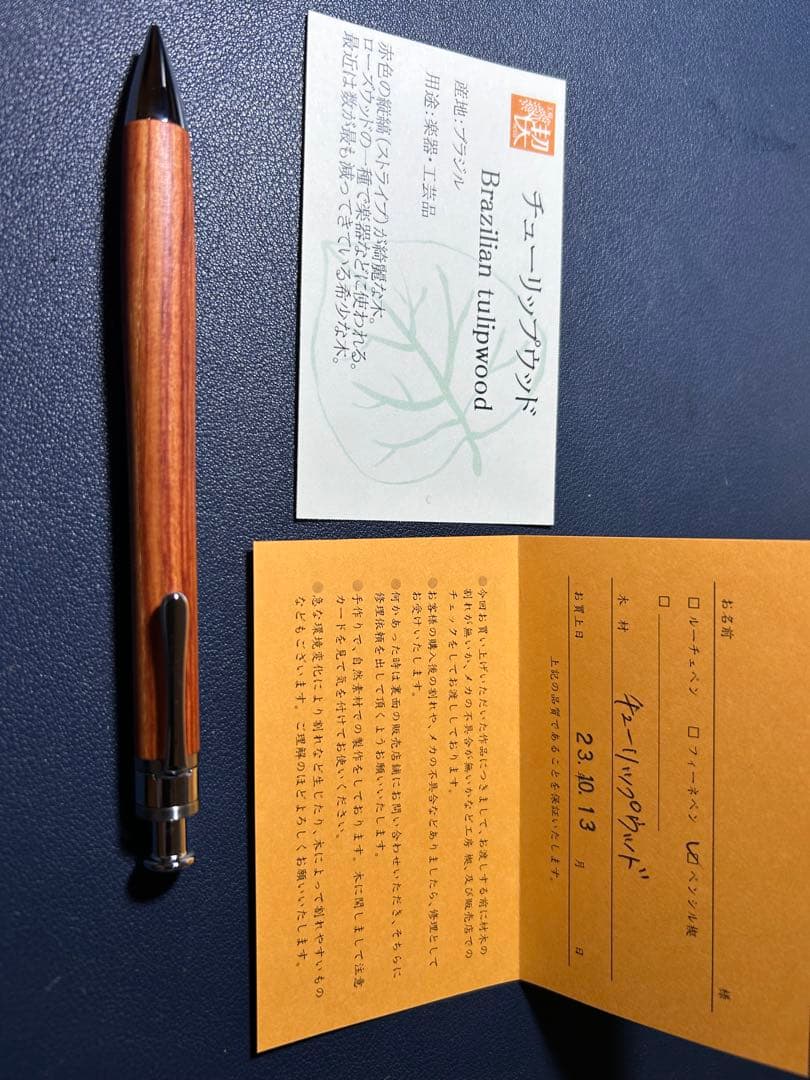 チューリップウッド
Brazilian tulipwood
産地：ブラジル
用途：楽器・工芸品
赤色の縦縞(ストライプ)が綺麗な木。
ローズウッドの一種で楽器などに使われる。
最近は数が最も減ってきている希少な木。
お名前 様
□ ルーチェペン □ フィーネペン ☑ ペンシル楔
□
木材 チューリップウッド
お買上日 23.10.13 月 日
上記の品質であることを保証いたします。
●今回お買い上げいただいた作品につきまして、お渡しする前に材木の
割れが無いか、メカの不具合が無いかなど工房 楔、及び販売店での
チェックをしてお渡ししております。
●お客様の購入後の割れや、メカの不具合などありましたら、修理として
お受けいたします。
●何かあった時は裏面の販売店舗にお問い合わせいただき、そちらに
修理依頼を出して頂くようお願いいたします。
●手作りで、自然素材での製作をしております。木に関しまして注意
カードを見て気を付けてお使いください。
●急な環境変化により割れなど生じたり、木によって割れやすいもの
などもございます。ご理解のほどよろしくお願いいたします。